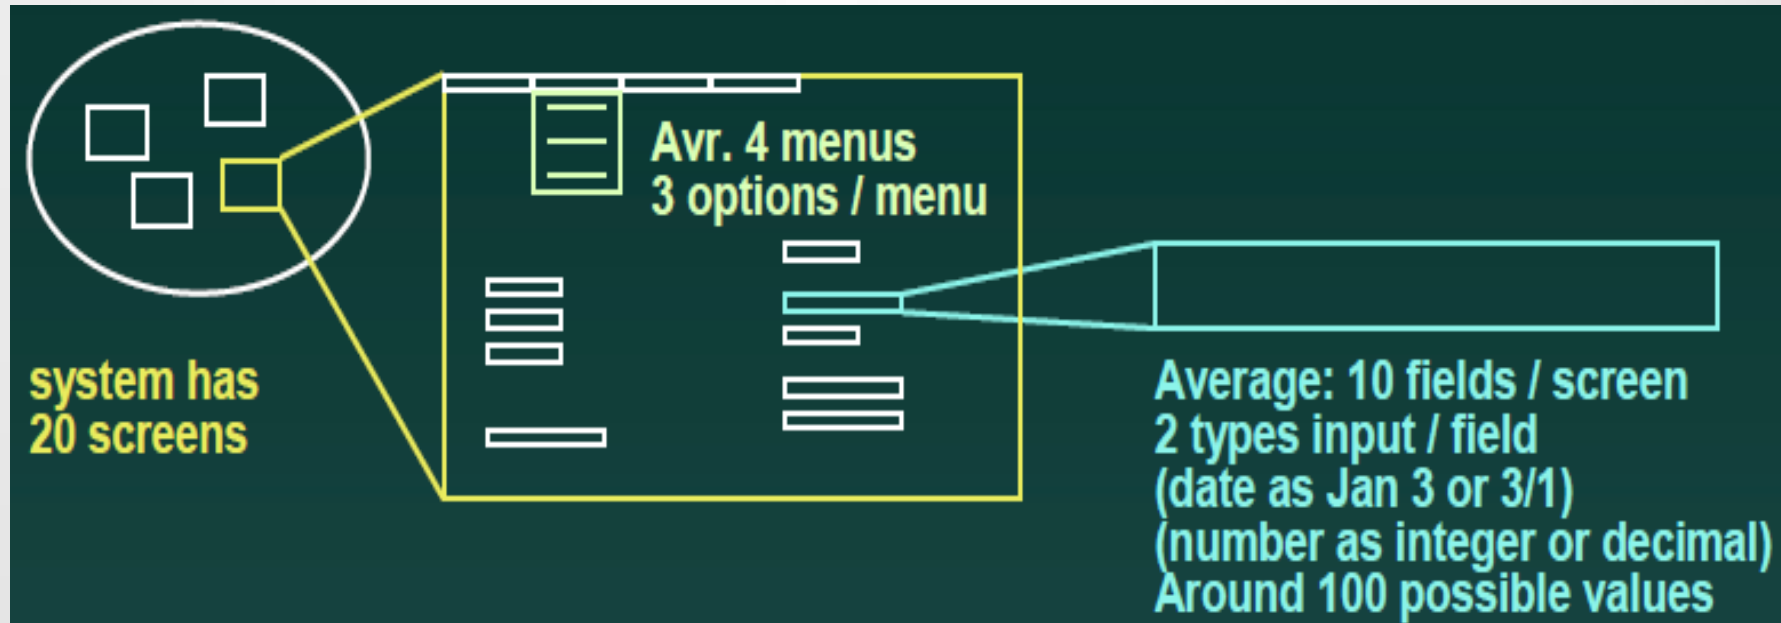 Avr. 4 menus
3 options / menu
system has
20 screens
Average: 10 fields / screen
2 types input / field
(date as Jan 3 or 3/1)
(number as integer or decimal)
Around 100 possible values